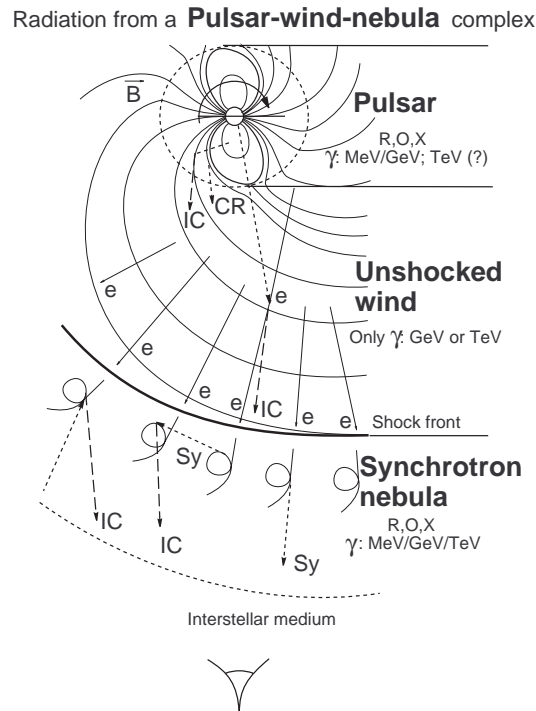 Radiation from a Pulsar-wind-nebula complex
B
Pulsar
R,O,X
γ: MeV/GeV; TeV (?)
IC
CR
Unshocked
wind
e
e
Only γ: GeV or TeV
e
e
e
IC
e
e
Shock front
Sy
Synchrotron
nebula
R,O,X
γ: MeV/GeV/TeV
IC
IC
Sy
Interstellar medium